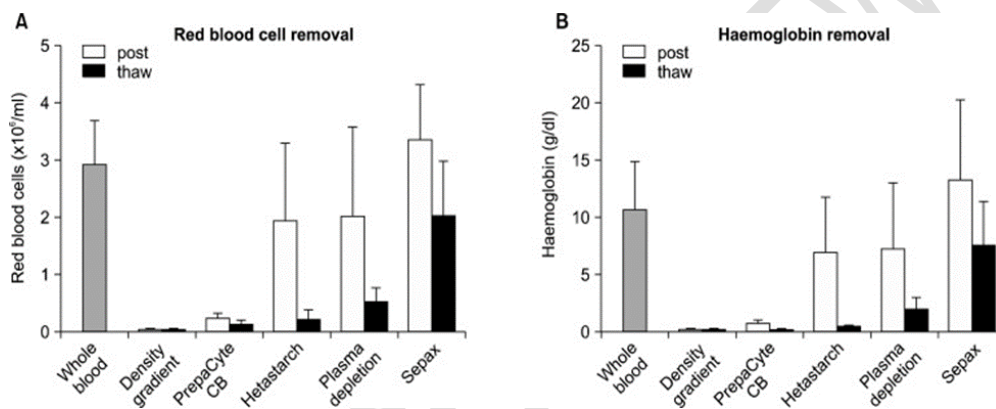 A
Red blood cell removal
post
thaw
5
4
3
2
1
0
Red blood cells (x10⁶/ml)
Whole
blood
Density
gradient
PrepaCyte
CB
Hetastarch
Plasma
depletion
Sepax
B
Haemoglobin removal
post
thaw
25
20
15
10
5
0
Haemoglobin (g/dl)
Whole
blood
Density
gradient
PrepaCyte
CB
Hetastarch
Plasma
depletion
Sepax